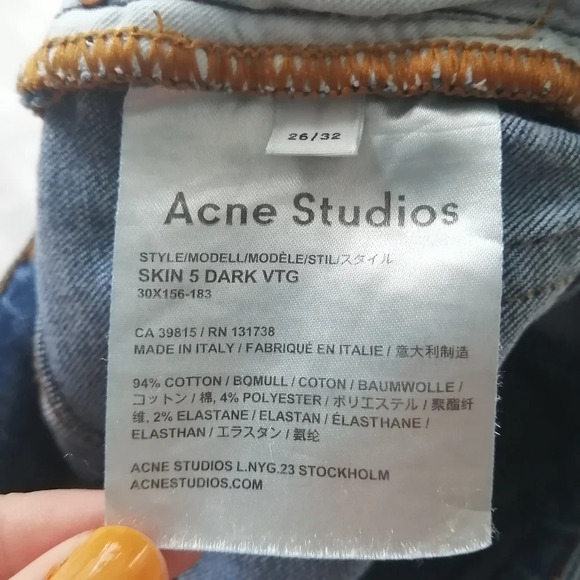 26/32
Acne Studios
STYLE/MODELL/MODÈLE/STIL/スタイル
SKIN 5 DARK VTG
30X156-183
CA 39815 / RN 131738
MADE IN ITALY / FABRIQUÉ EN ITALIE / 意大利制造
94% COTTON / BOMULL / COTON / BAUMWOLLE /
コットン / 棉, 4% POLYESTER / ポリエステル / 聚酯纤
维, 2% ELASTANE / ELASTAN / ÉLASTHANE /
ELASTHAN / エラスタン / 氨纶
ACNE STUDIOS L.NYG.23 STOCKHOLM
ACNESTUDIOS.COM